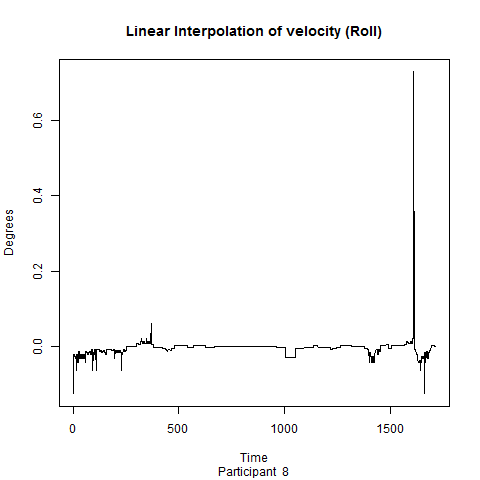 Linear Interpolation of velocity (Roll)
Degrees
0.6
0.4
0.2
0.0
0 500 1000 1500
Time
Participant 8